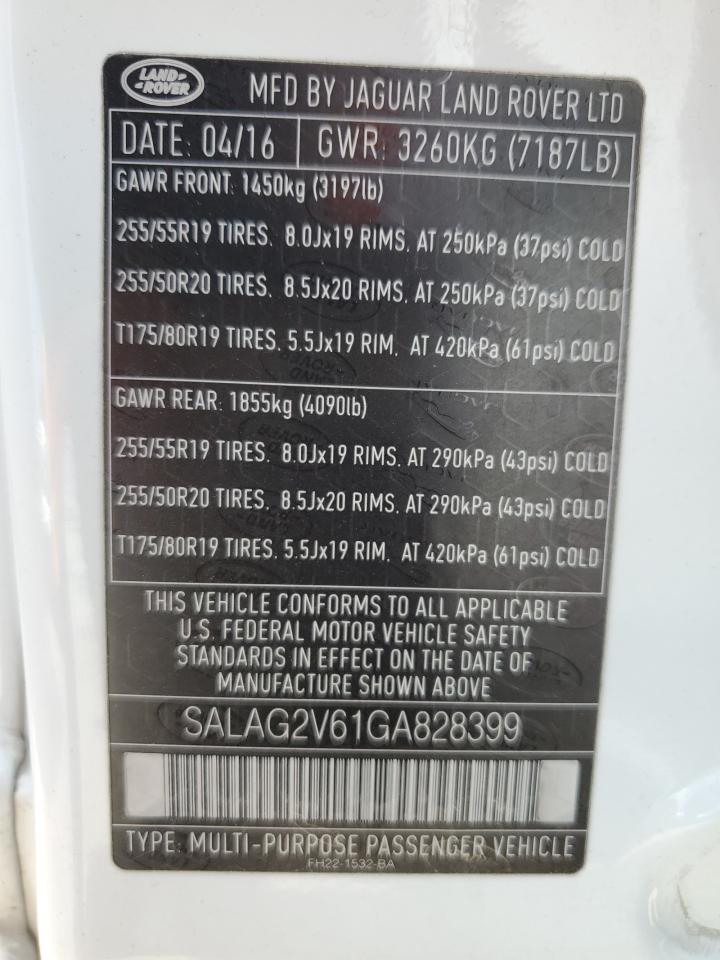 LAND ROVER
MFD BY JAGUAR LAND ROVER LTD
DATE: 04/16 GWR: 3260KG (7187LB)
GAWR FRONT: 1450kg (3197lb)
255/55R19 TIRES. 8.0Jx19 RIMS. AT 250kPa (37psi) COLD
255/50R20 TIRES. 8.5Jx20 RIMS. AT 250kPa (37psi) COLD
T175/80R19 TIRES. 5.5Jx19 RIM. AT 420kPa (61psi) COLD
GAWR REAR: 1855kg (4090lb)
255/55R19 TIRES. 8.0Jx19 RIMS. AT 290kPa (43psi) COLD
255/50R20 TIRES. 8.5Jx20 RIMS. AT 290kPa (43psi) COLD
T175/80R19 TIRES. 5.5Jx19 RIM. AT 420kPa (61psi) COLD
THIS VEHICLE CONFORMS TO ALL APPLICABLE
U.S. FEDERAL MOTOR VEHICLE SAFETY
STANDARDS IN EFFECT ON THE DATE OF
MANUFACTURE SHOWN ABOVE
SALAG2V61GA828399
TYPE: MULTI-PURPOSE PASSENGER VEHICLE
FH22-1532-BA